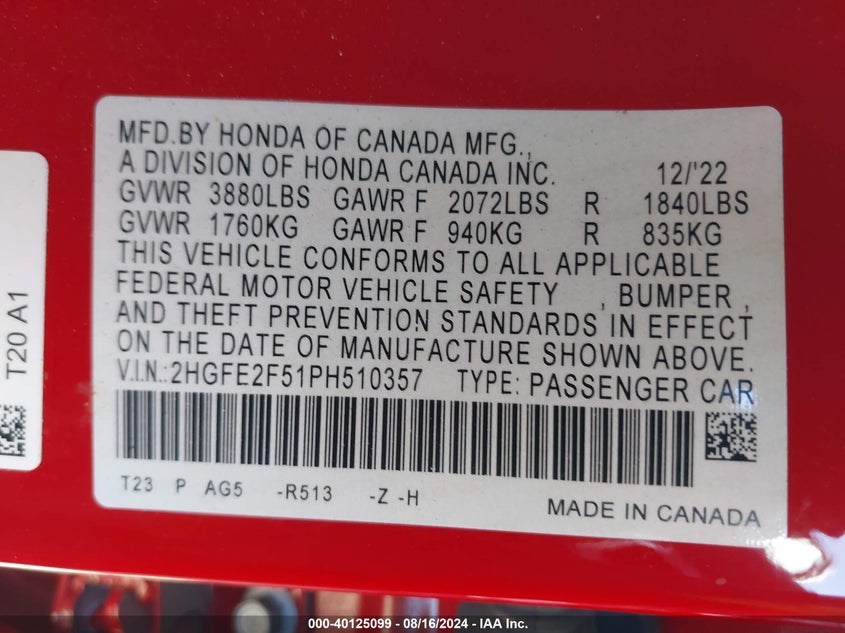 MFD.BY HONDA OF CANADA MFG.,
A DIVISION OF HONDA CANADA INC. 12/'22
GVWR 3880LBS GAWR F 2072LBS R 1840LBS
GVWR 1760KG GAWR F 940KG R 835KG
THIS VEHICLE CONFORMS TO ALL APPLICABLE
FEDERAL MOTOR VEHICLE SAFETY , BUMPER ,
AND THEFT PREVENTION STANDARDS IN EFFECT
ON THE DATE OF MANUFACTURE SHOWN ABOVE.
V.I.N.:2HGFE2F51PH510357 TYPE: PASSENGER CAR
T23 P AG5 -R513 -Z -H
MADE IN CANADA
T20 A1
000-40125099 - 08/16/2024 - IAA Inc.